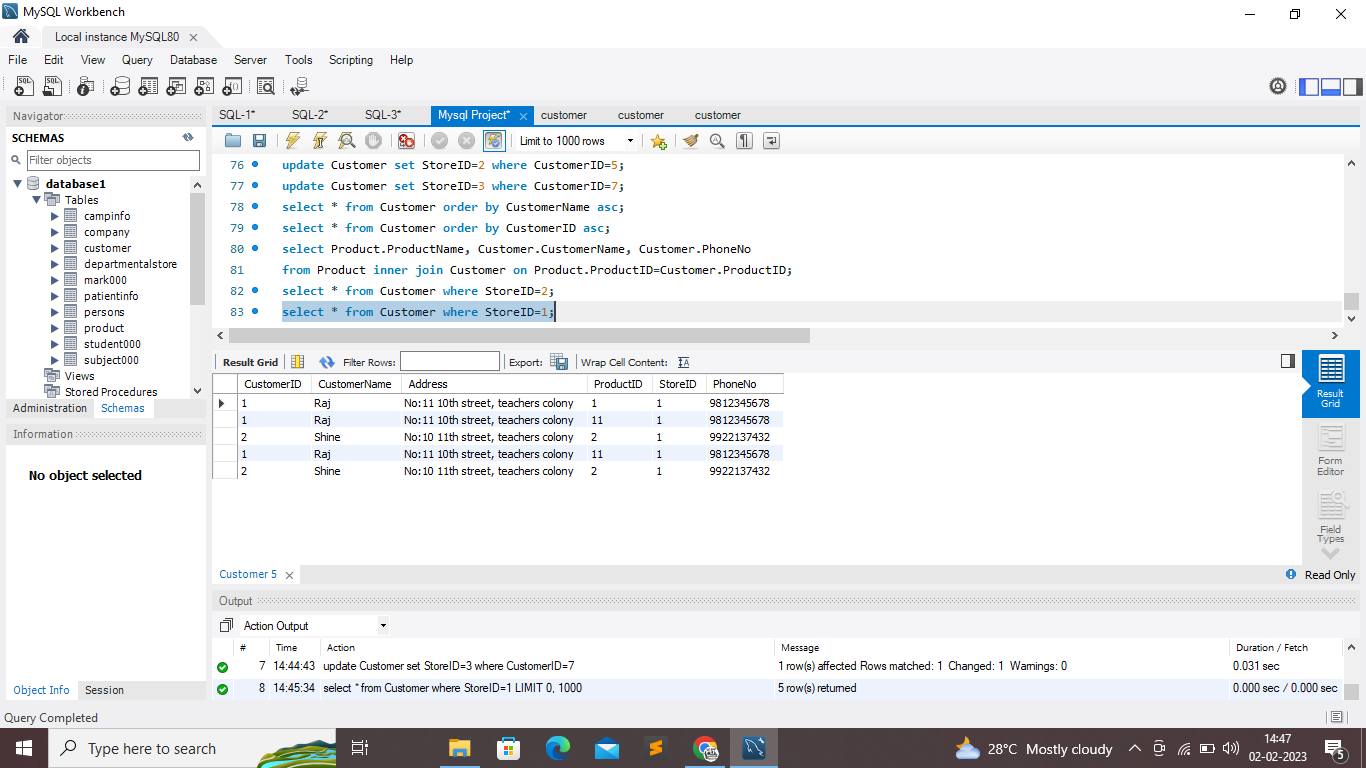 MySQL Workbench
Local instance MySQL80
File Edit View Query Database Server Tools Scripting Help
Navigator
SCHEMAS
Filter objects
database1
Tables
campinfo
company
customer
departmentalstore
mark000
patientinfo
persons
product
student000
subject000
Views
Stored Procedures
Administration Schemas
Information
No object selected
Object Info Session
SQL-1* SQL-2* SQL-3* Mysql Project* customer customer customer
Limit to 1000 rows
76 update Customer set StoreID=2 where CustomerID=5;
77 update Customer set StoreID=3 where CustomerID=7;
78 select * from Customer order by CustomerName asc;
79 select * from Customer order by CustomerID asc;
80 select Product.ProductName, Customer.CustomerName, Customer.PhoneNo
81 from Product inner join Customer on Product.ProductID=Customer.ProductID;
82 select * from Customer where StoreID=2;
83 select * from Customer where StoreID=1;
Result Grid Filter Rows: Export: Wrap Cell Content:
CustomerID CustomerName Address ProductID StoreID PhoneNo
1 Raj No:11 10th street, teachers colony 1 1 9812345678
1 Raj No:11 10th street, teachers colony 11 1 9812345678
2 Shine No:10 11th street, teachers colony 2 1 9922137432
1 Raj No:11 10th street, teachers colony 11 1 9812345678
2 Shine No:10 11th street, teachers colony 2 1 9922137432
Result
Grid
Form
Editor
Field
Types
Customer 5
Read Only
Output
Action Output
# Time Action Message Duration / Fetch
7 14:44:43 update Customer set StoreID=3 where CustomerID=7 1 row(s) affected Rows matched: 1 Changed: 1 Warnings: 0 0.031 sec
8 14:45:34 select * from Customer where StoreID=1 LIMIT 0, 1000 5 row(s) returned 0.000 sec / 0.000 sec
Query Completed
Type here to search
28°C Mostly cloudy
14:47
02-02-2023
5